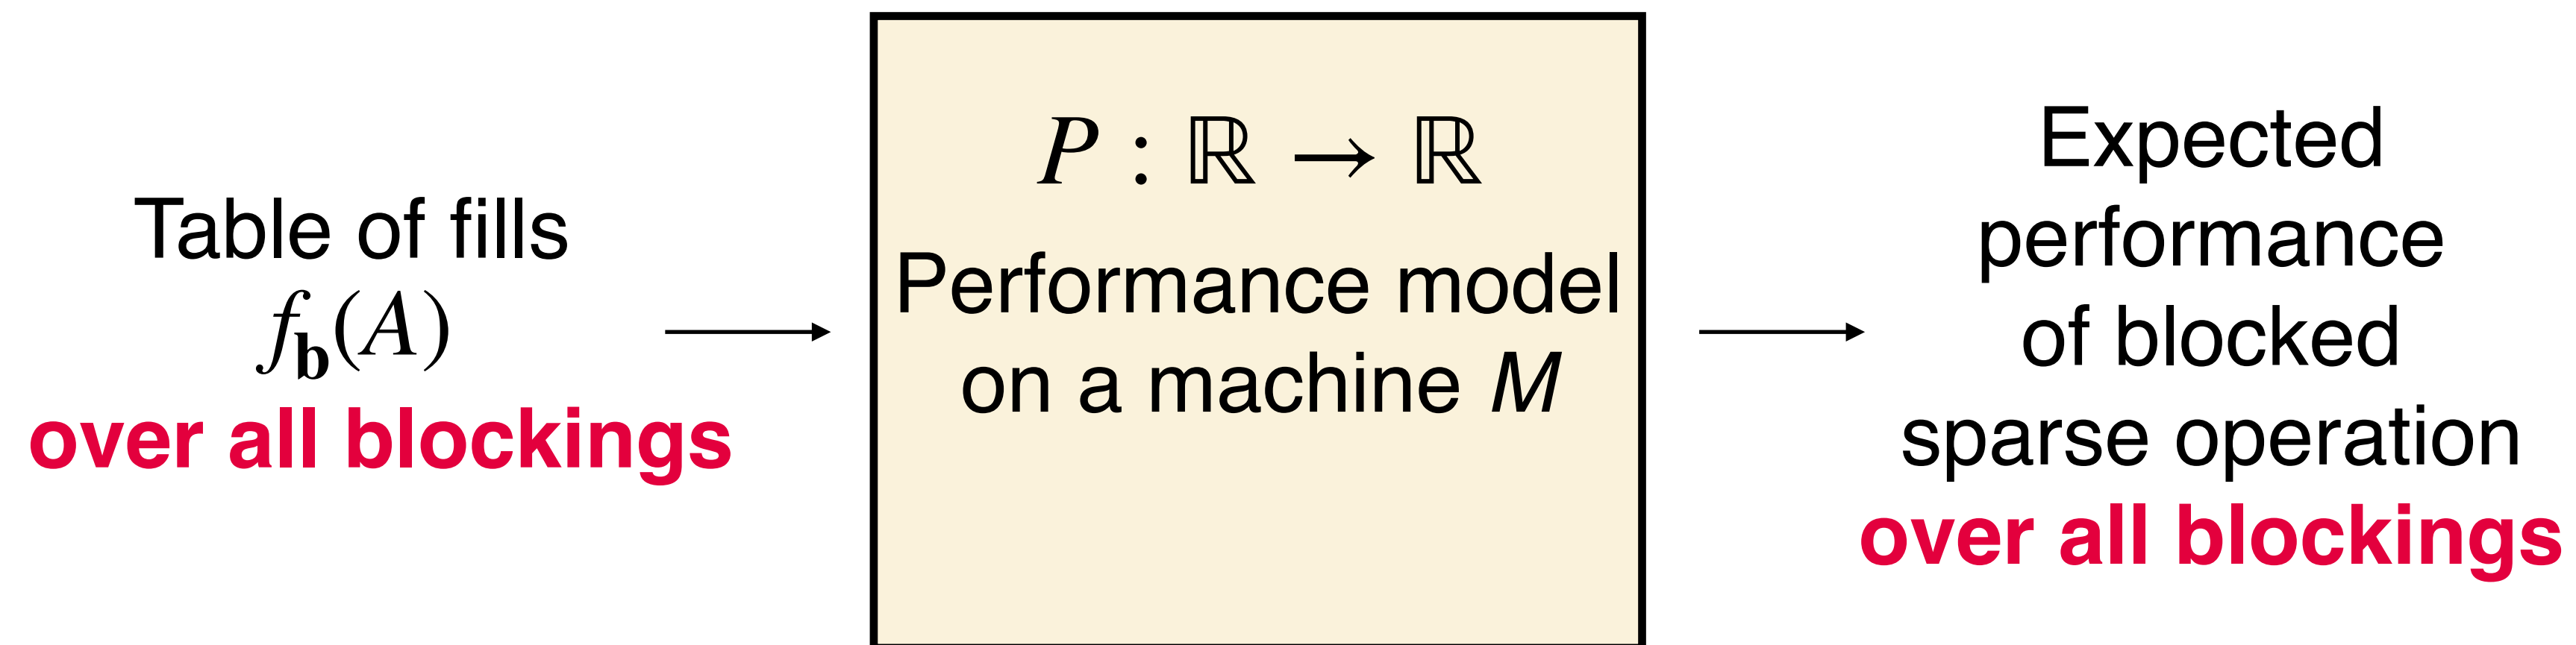 Table of fills
f_b(A)
over all blockings
P : ℝ → ℝ
Performance model
on a machine M
Expected
performance
of blocked
sparse operation
over all blockings